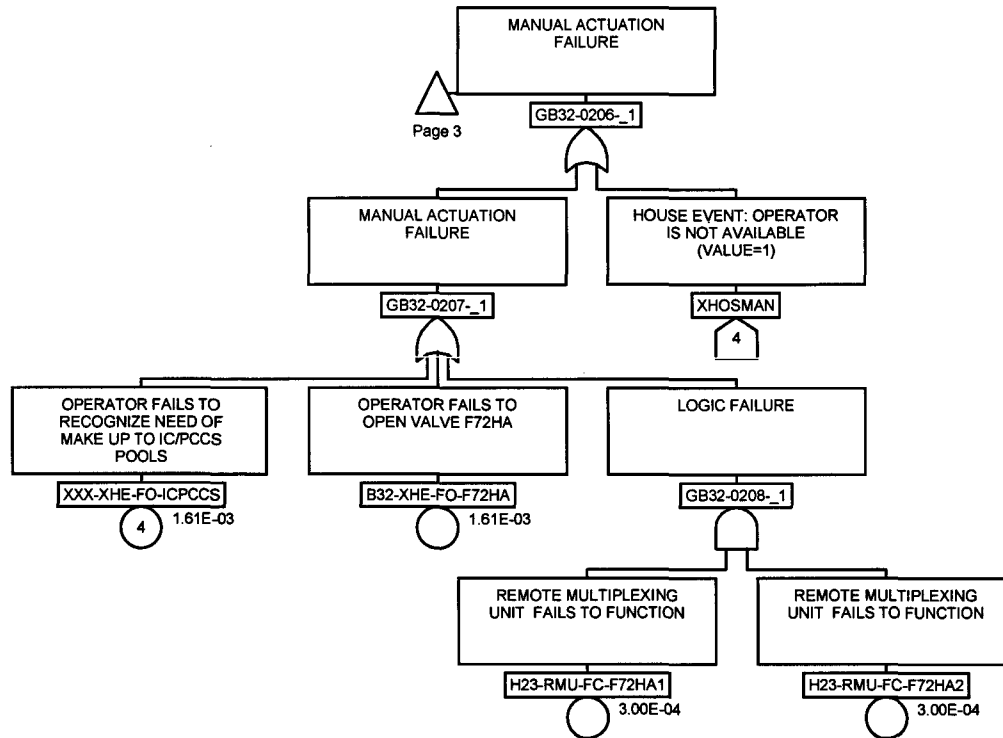 MANUAL ACTUATION
FAILURE
Page 3
GB32-0206-_1
MANUAL ACTUATION
FAILURE
HOUSE EVENT: OPERATOR
IS NOT AVAILABLE
(VALUE=1)
GB32-0207-_1
XHOSMAN
4
OPERATOR FAILS TO
RECOGNIZE NEED OF
MAKE UP TO IC/PCCS
POOLS
OPERATOR FAILS TO
OPEN VALVE F72HA
LOGIC FAILURE
XXX-XHE-FO-ICPCCS
B32-XHE-FO-F72HA
GB32-0208-_1
4
1.61E-03
1.61E-03
REMOTE MULTIPLEXING
UNIT FAILS TO FUNCTION
REMOTE MULTIPLEXING
UNIT FAILS TO FUNCTION
H23-RMU-FC-F72HA1
H23-RMU-FC-F72HA2
3.00E-04
3.00E-04